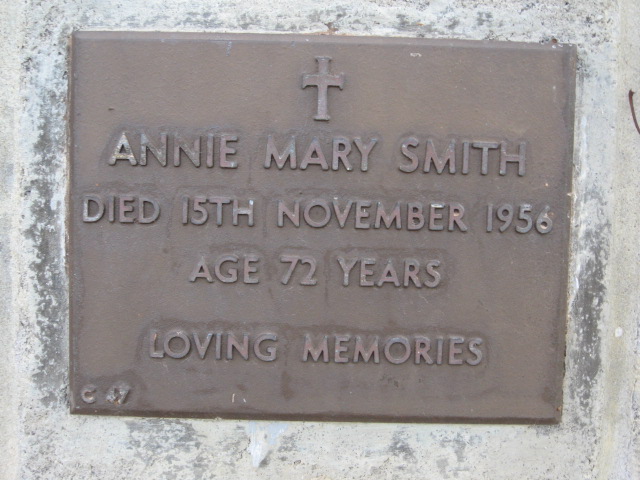 ANNIE MARY SMITH
DIED 15TH NOVEMBER 1956
AGE 72 YEARS
LOVING MEMORIES
C 47